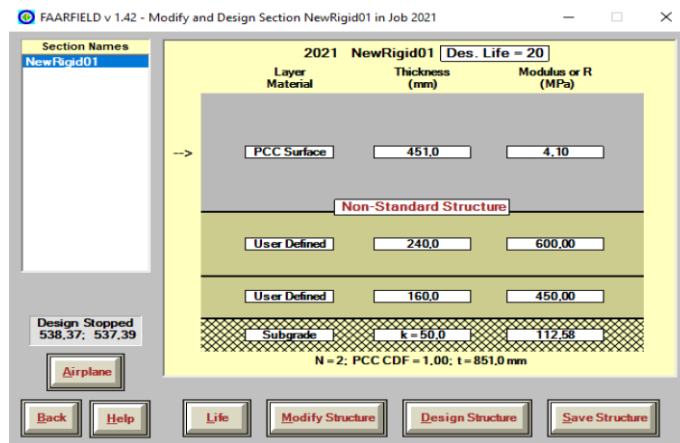 FAARFIELD v 1.42 - Modify and Design Section NewRigid01 in Job 2021
Section Names
NewRigid01
2021 NewRigid01 Des. Life = 20
Layer Material Thickness (mm) Modulus or R (MPa)
--> PCC Surface 451,0 4,10
Non-Standard Structure
User Defined 240,0 600,00
User Defined 160,0 450,00
Subgrade k = 50,0 112,58
N = 2; PCC CDF = 1,00; t = 851,0 mm
Design Stopped
538,37; 537,39
Airplane
Back Help Life Modify Structure Design Structure Save Structure